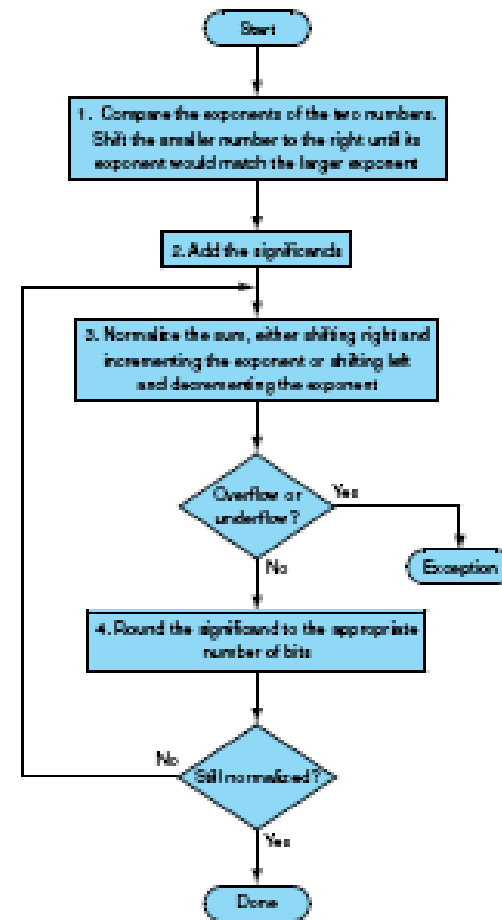 Start
1. Compare the exponents of the two numbers.
Shift the smaller number to the right until its
exponent would match the larger exponent
2. Add the significands
3. Normalize the sum, either shifting right and
incrementing the exponent or shifting left
and decrementing the exponent
Overflow or
underflow?
Yes
Exception
No
4. Round the significand to the appropriate
number of bits
No
Still normalized?
Yes
Done